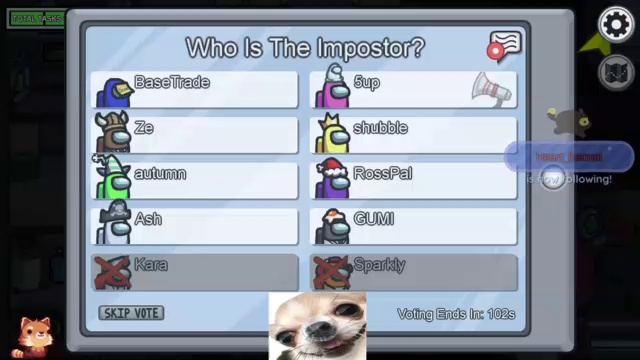 TOTAL TASKS
Who Is The Impostor?
BaseTrade
5up
Ze
shubble
autumn
RossPal
is now following!
Ash
GUMI
Kara
Sparkly
SKIP VOTE
Voting Ends In: 102s